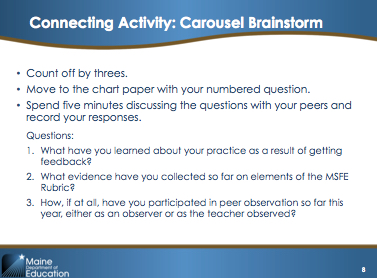 Connecting Activity: Carousel Brainstorm
• Count off by threes.
• Move to the chart paper with your numbered question.
• Spend five minutes discussing the questions with your peers and
record your responses.
Questions:
1. What have you learned about your practice as a result of getting
feedback?
2. What evidence have you collected so far on elements of the MSFE
Rubric?
3. How, if at all, have you participated in peer observation so far this
year, either as an observer or as the teacher observed?
8
Maine
Department of
Education